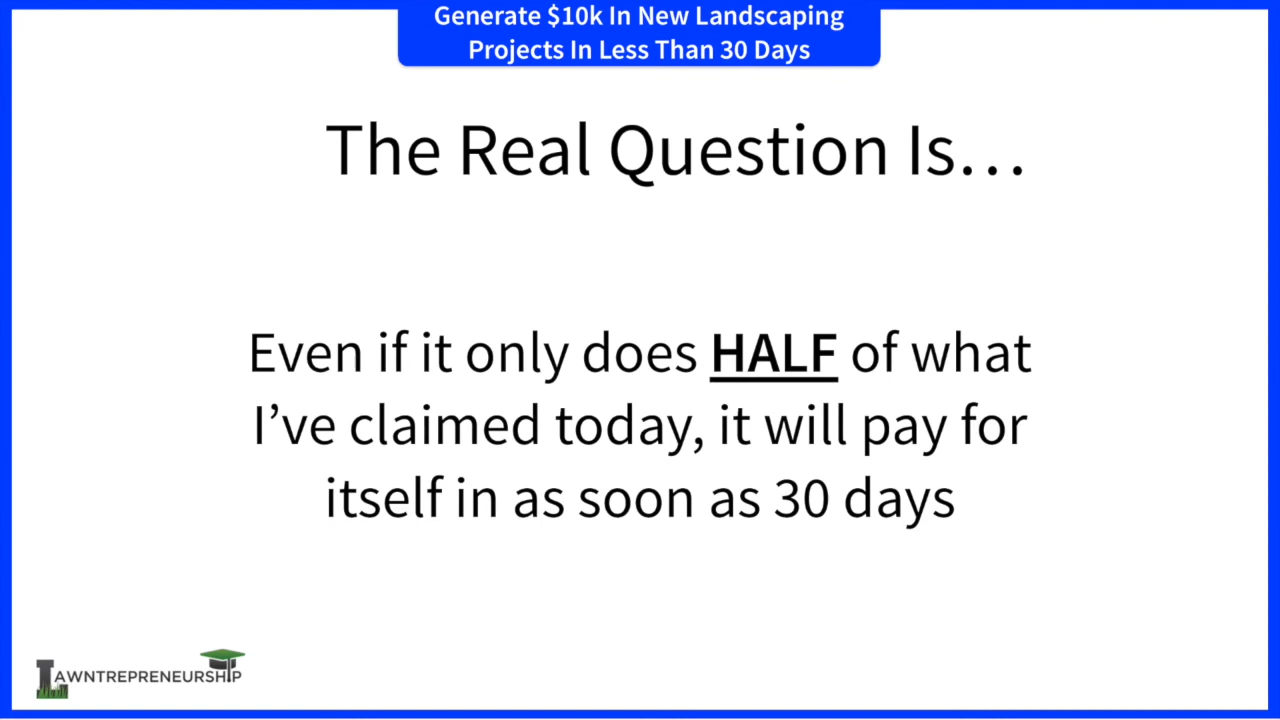 Generate $10k In New Landscaping
Projects In Less Than 30 Days
The Real Question Is…
Even if it only does HALF of what
I’ve claimed today, it will pay for
itself in as soon as 30 days
LAWNTREPRENEURSHIP